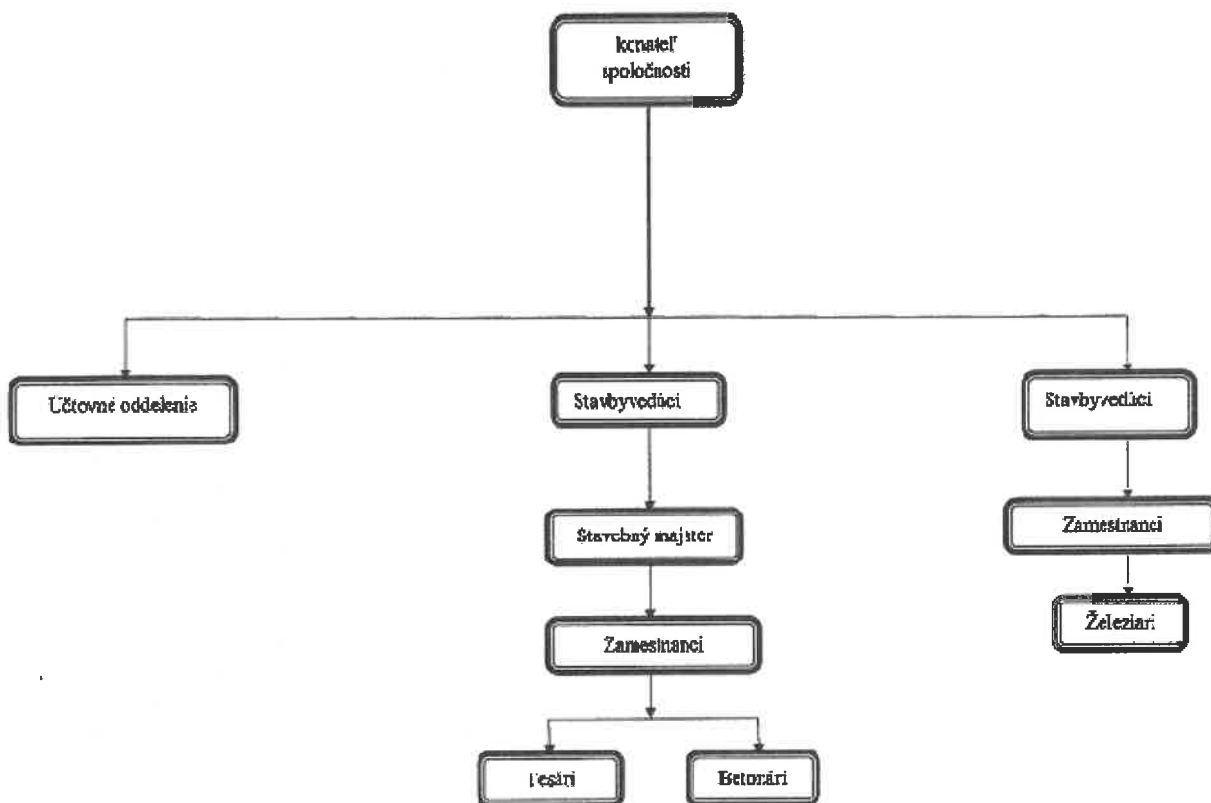 konateľ
spoločnosti
Účtovné oddelenie
Stavbyvedúci
Stavbyvedúci
Stavebný majster
Zamestnanci
Zamestnanci
Železiari
Tesári
Betonári